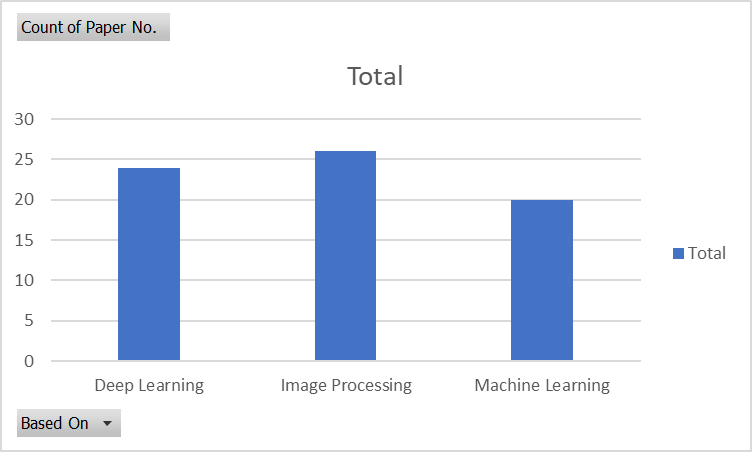 Count of Paper No.
Total
30
25
20
15
10
5
0
Total
Deep Learning Image Processing Machine Learning
Based On